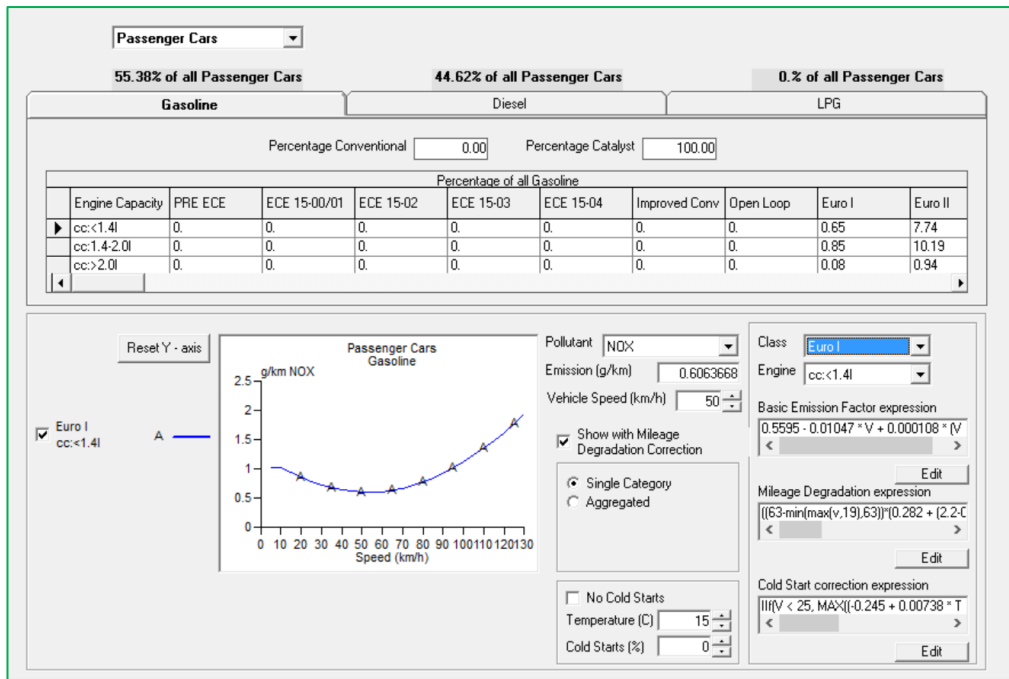 Passenger Cars
55.38% of all Passenger Cars 44.62% of all Passenger Cars 0.% of all Passenger Cars
Gasoline Diesel LPG
Percentage Conventional 0.00 Percentage Catalyst 100.00
Percentage of all Gasoline
Engine Capacity PRE ECE ECE 15-00/01 ECE 15-02 ECE 15-03 ECE 15-04 Improved Conv Open Loop Euro I Euro II
cc:<1.4l 0. 0. 0. 0. 0. 0. 0. 0.65 7.74
cc:1.4-2.0l 0. 0. 0. 0. 0. 0. 0. 0.85 10.19
cc:>2.0l 0. 0. 0. 0. 0. 0. 0. 0.08 0.94
Reset Y - axis
Euro I
cc:<1.4l
A
Passenger Cars
Gasoline
g/km NOX
2.5
2
1.5
1
0.5
0
A A A A A A A A
0 10 20 30 40 50 60 70 80 90 100 110 120 130
Speed (km/h)
Pollutant NOX
Emission (g/km) 0.6063668
Vehicle Speed (km/h) 50
Show with Mileage
Degradation Correction
Single Category
Aggregated
No Cold Starts
Temperature (C) 15
Cold Starts (%) 0
Class Euro I
Engine cc:<1.4l
Basic Emission Factor expression
0.5595 - 0.01047 * V + 0.000108 * (V
Edit
Mileage Degradation expression
((63-min(max(v,19),63))*(0.282 + (2.2-0
Edit
Cold Start correction expression
IIf(V < 25, MAX((-0.245 + 0.00738 * T
Edit